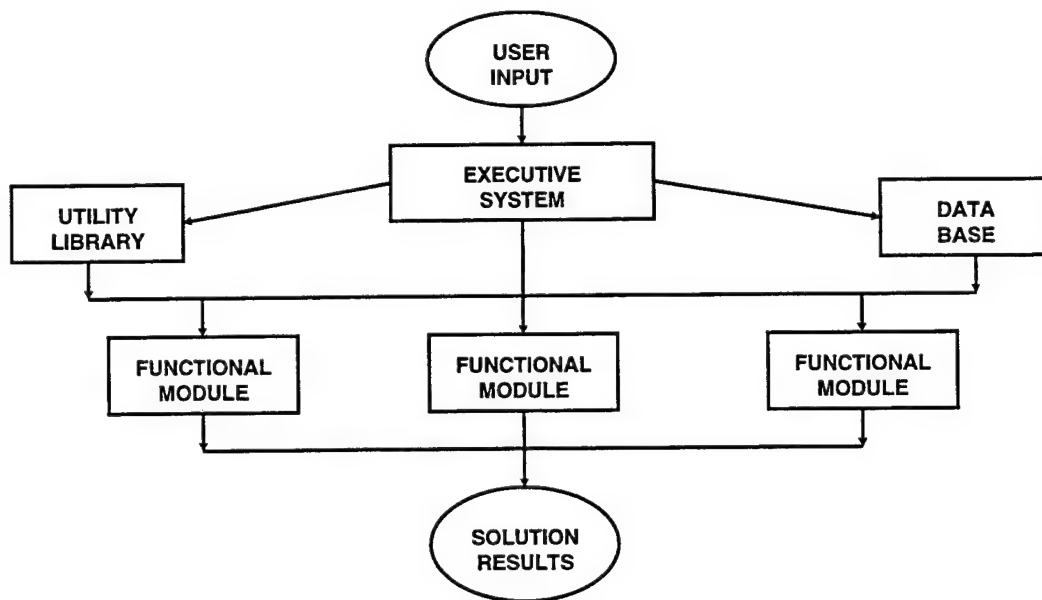 USER
INPUT
EXECUTIVE
SYSTEM
UTILITY
LIBRARY
DATA
BASE
FUNCTIONAL
MODULE
FUNCTIONAL
MODULE
FUNCTIONAL
MODULE
SOLUTION
RESULTS